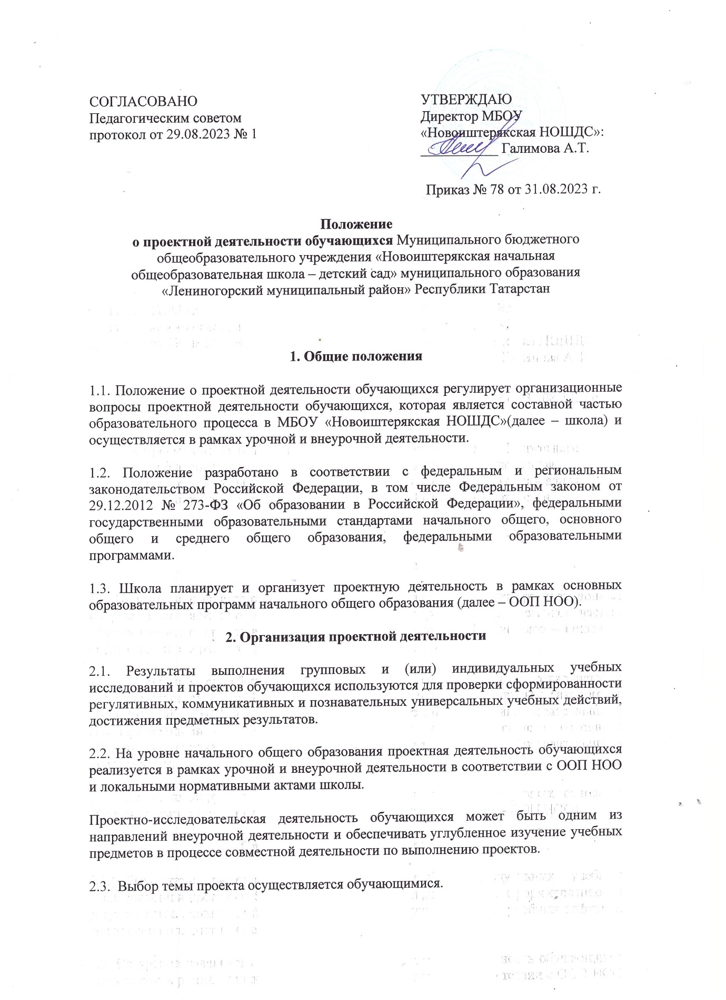 СОГЛАСОВАНО
Педагогическим советом
протокол от 29.08.2023 № 1
УТВЕРЖДАЮ
Директор МБОУ
«Новоиштерякская НОШДС»:
___________ Галимова А.Т.
Приказ № 78 от 31.08.2023 г.
Положение
о проектной деятельности обучающихся Муниципального бюджетного
общеобразовательного учреждения «Новоиштерякская начальная
общеобразовательная школа – детский сад» муниципального образования
«Лениногорский муниципальный район» Республики Татарстан
1. Общие положения
1.1. Положение о проектной деятельности обучающихся регулирует организационные
вопросы проектной деятельности обучающихся, которая является составной частью
образовательного процесса в МБОУ «Новоиштерякская НОШДС»(далее – школа) и
осуществляется в рамках урочной и внеурочной деятельности.
1.2. Положение разработано в соответствии с федеральным и региональным
законодательством Российской Федерации, в том числе Федеральным законом от
29.12.2012 № 273-ФЗ «Об образовании в Российской Федерации», федеральными
государственными образовательными стандартами начального общего, основного
общего и среднего общего образования, федеральными образовательными
программами.
1.3. Школа планирует и организует проектную деятельность в рамках основных
образовательных программ начального общего образования (далее – ООП НОО).
2. Организация проектной деятельности
2.1. Результаты выполнения групповых и (или) индивидуальных учебных
исследований и проектов обучающихся используются для проверки сформированности
регулятивных, коммуникативных и познавательных универсальных учебных действий,
достижения предметных результатов.
2.2. На уровне начального общего образования проектная деятельность обучающихся
реализуется в рамках урочной и внеурочной деятельности в соответствии с ООП НОО
и локальными нормативными актами школы.
Проектно-исследовательская деятельность обучающихся может быть одним из
направлений внеурочной деятельности и обеспечивать углубленное изучение учебных
предметов в процессе совместной деятельности по выполнению проектов.
2.3. Выбор темы проекта осуществляется обучающимися.